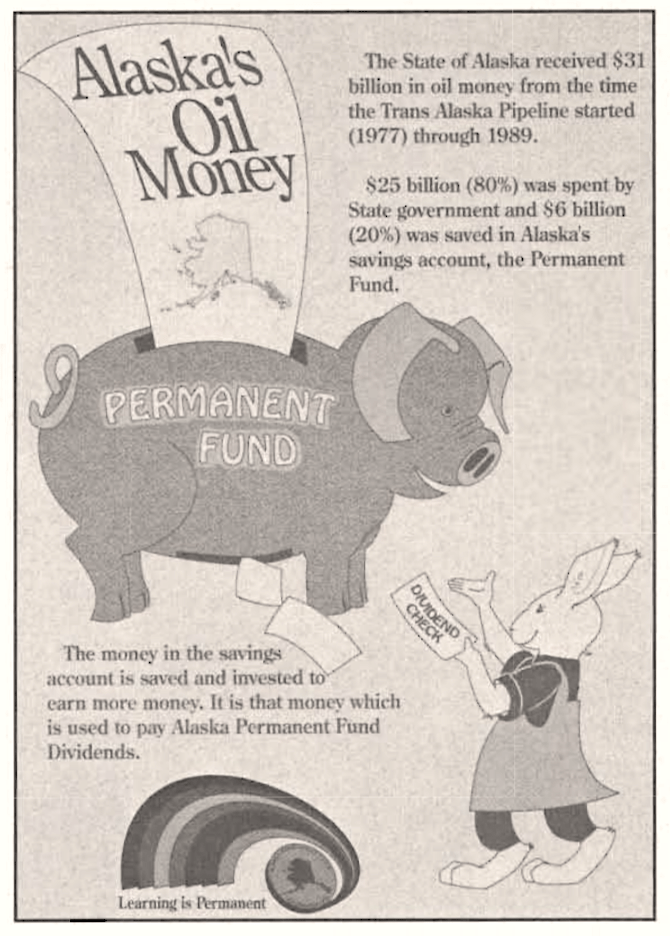 Alaska's
Oil
Money
The State of Alaska received $31
billion in oil money from the time
the Trans Alaska Pipeline started
(1977) through 1989.
$25 billion (80%) was spent by
State government and $6 billion
(20%) was saved in Alaska's
savings account, the Permanent
Fund.
PERMANENT
FUND
DIVIDEND
CHECK
The money in the savings
account is saved and invested to
earn more money. It is that money which
is used to pay Alaska Permanent Fund
Dividends.
Learning is Permanent